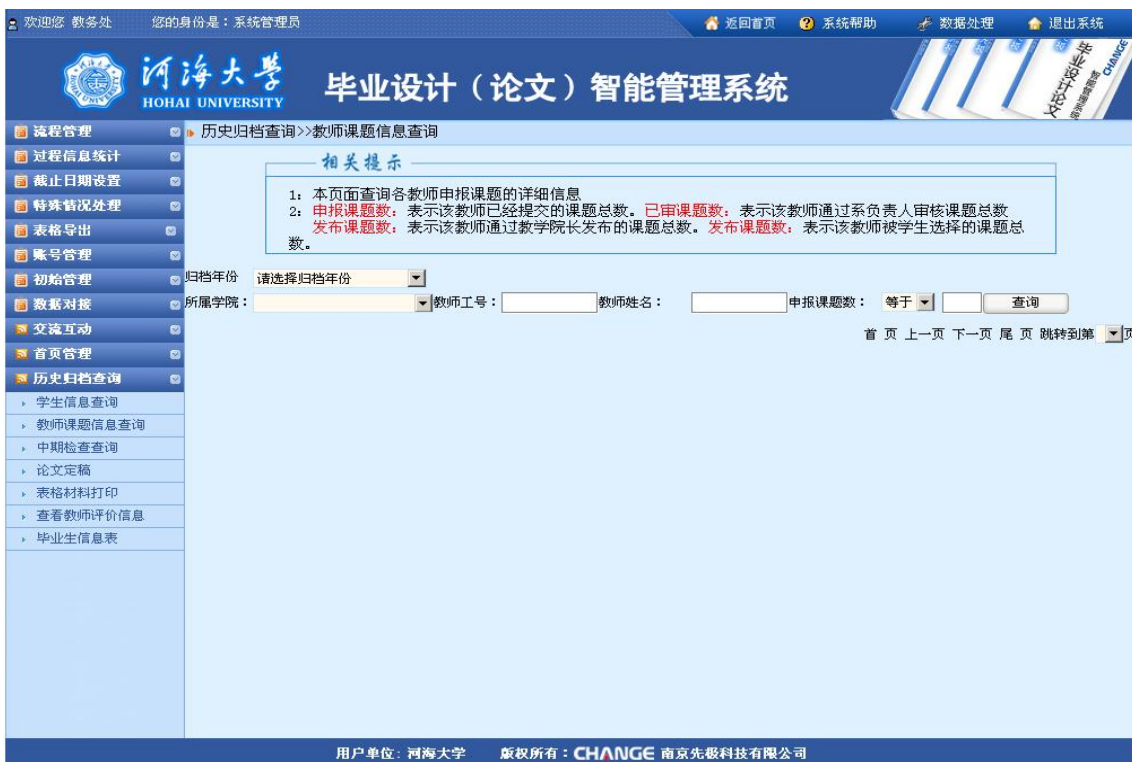 欢迎您 教务处 您的身份是：系统管理员 返回首页 系统帮助 数据处理 退出系统
河海大学
HOHAI UNIVERSITY
毕业设计（论文）智能管理系统
毕业设计论文
智能管理系统
CHANGE
流程管理
过程信息统计
截止日期设置
特殊情况处理
表格导出
账号管理
初始管理
数据对接
交流互动
首页管理
历史归档查询
学生信息查询
教师课题信息查询
中期检查查询
论文定稿
表格材料打印
查看教师评价信息
毕业生信息表
历史归档查询>>教师课题信息查询
相关提示
1：本页面查询各教师申报课题的详细信息
2：申报课题数：表示该教师已经提交的课题总数。已审课题数：表示该教师通过系负责人审核课题总数
发布课题数：表示该教师通过教学院长发布的课题总数。发布课题数：表示该教师被学生选择的课题总
数。
归档年份 请选择归档年份
所属学院： 教师工号： 教师姓名： 申报课题数： 等于 查询
首 页 上一页 下一页 尾 页 跳转到第 页
用户单位：河海大学 版权所有：CHANGE 南京先极科技有限公司